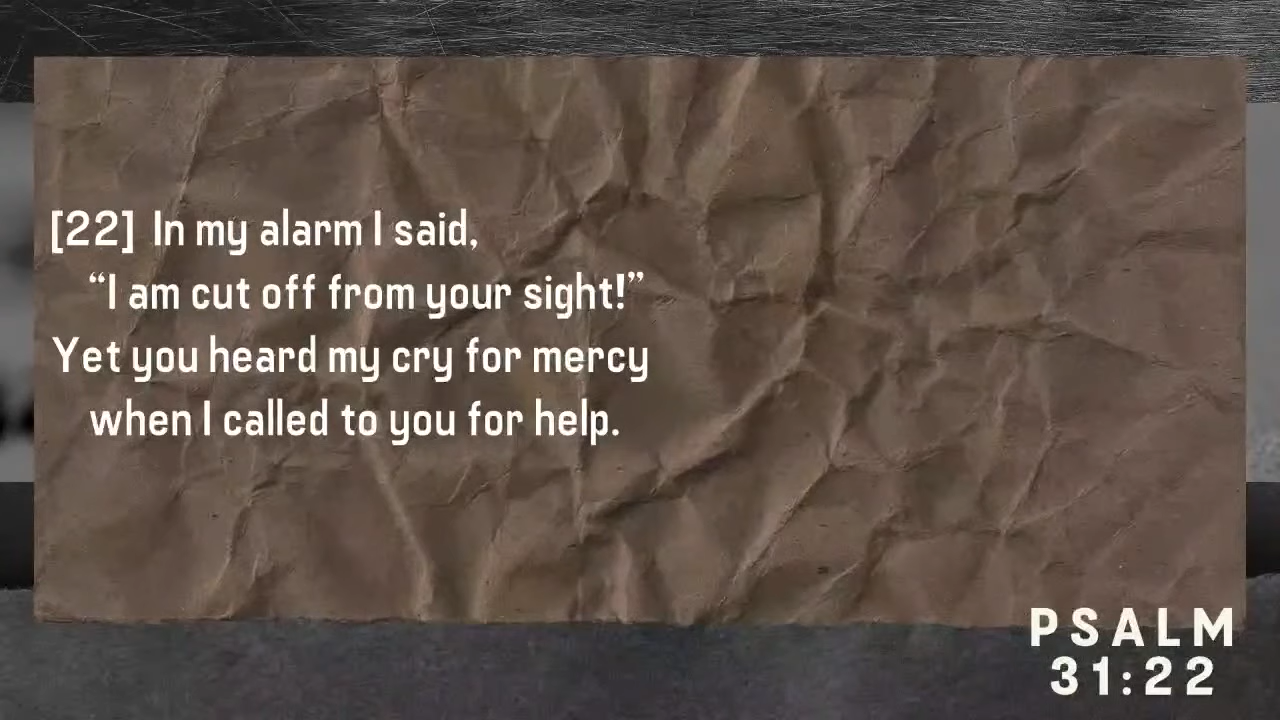 [22] In my alarm I said,
“I am cut off from your sight!”
Yet you heard my cry for mercy
when I called to you for help.
PSALM
31:22